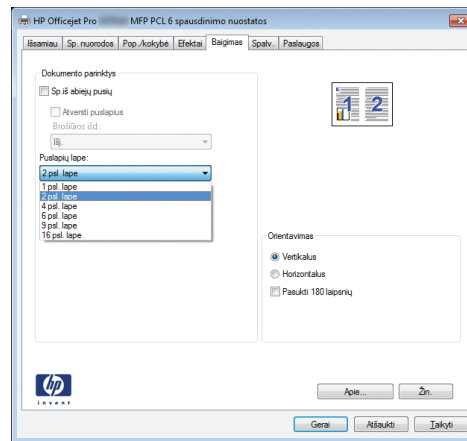 HP Officejet Pro MFP PCL 6 spausdinimo nuostatos
Išsamiau Sp. nuorodos Pop./kokybė Efektai Baigimas Spalv. Paslaugos
Dokumento parinktys
Sp.iš abiejų pusių
Atversti puslapius
Brošiūros išd.:
Išj.
Puslapių lape:
2 psl. lape
1 psl. lape
2 psl. lape
4 psl. lape
6 psl. lape
9 psl. lape
16 psl. lape
1 2
Orientavimas
Vertikalus
Horizontalus
Pasukti 180 laipsnių
hp
invent
Apie... Žin.
Gerai Atšaukti Taikyti